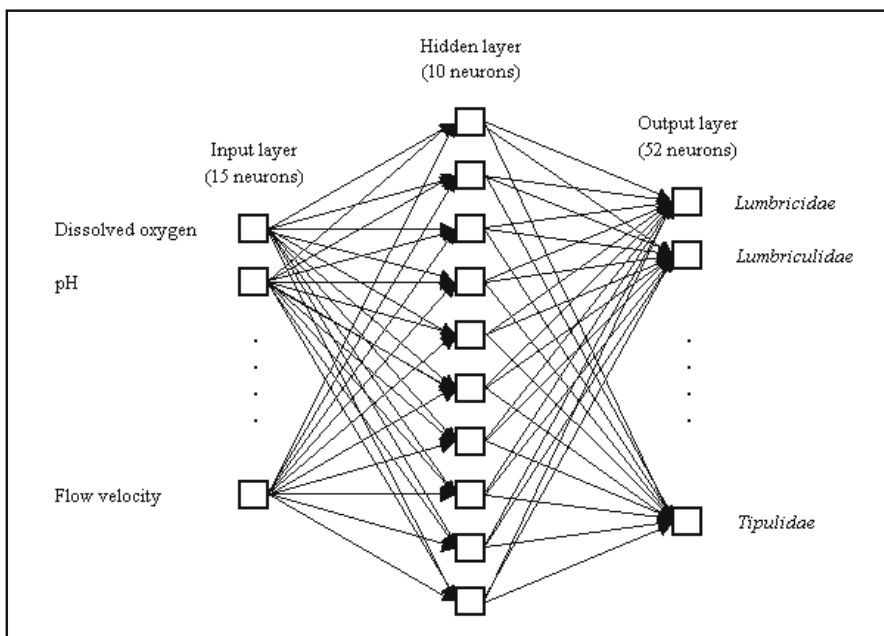 Hidden layer
(10 neurons)
Input layer
(15 neurons)
Output layer
(52 neurons)
Dissolved oxygen
pH
Flow velocity
Lumbricidae
Lumbriculidae
Tipulidae